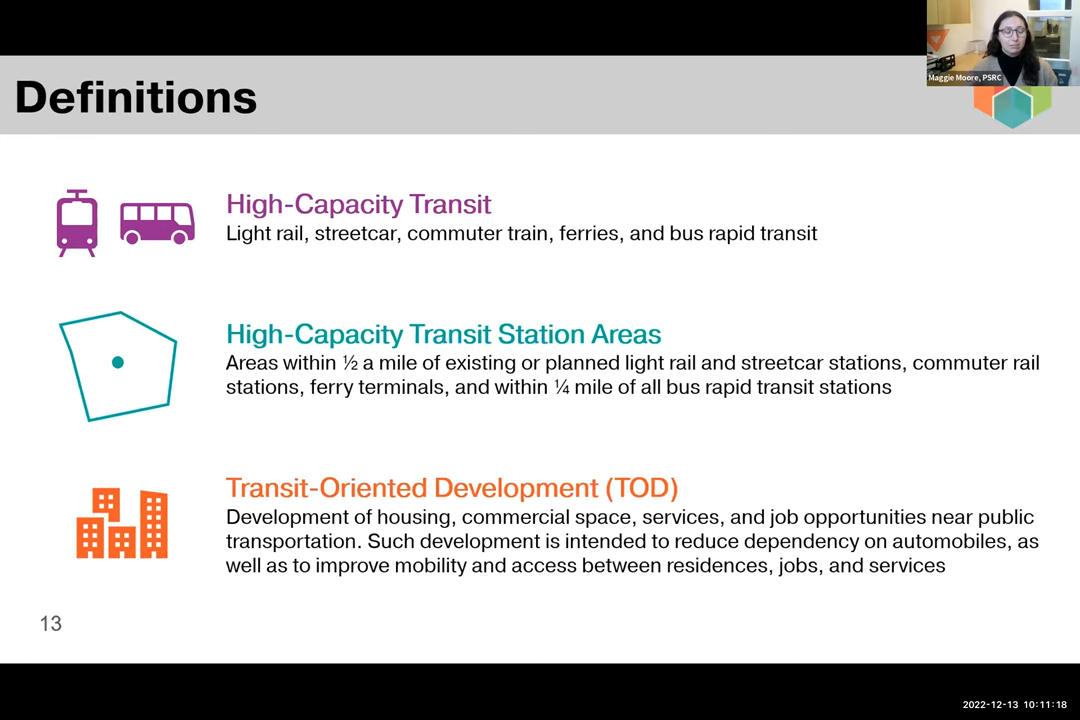 Maggie Moore, PSRC
Definitions
High-Capacity Transit
Light rail, streetcar, commuter train, ferries, and bus rapid transit
High-Capacity Transit Station Areas
Areas within ½ a mile of existing or planned light rail and streetcar stations, commuter rail
stations, ferry terminals, and within ¼ mile of all bus rapid transit stations
Transit-Oriented Development (TOD)
Development of housing, commercial space, services, and job opportunities near public
transportation. Such development is intended to reduce dependency on automobiles, as
well as to improve mobility and access between residences, jobs, and services
13
2022-12-13 10:11:18